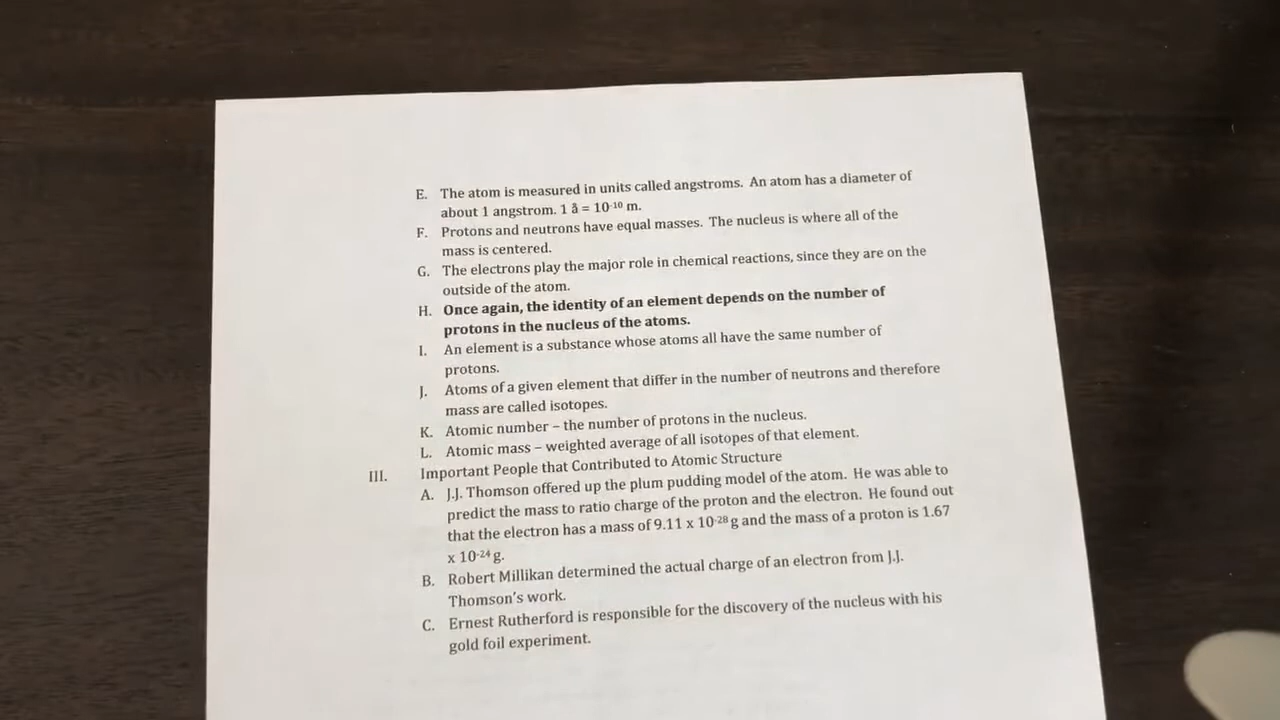 E. The atom is measured in units called angstroms. An atom has a diameter of
about 1 angstrom. 1 å = 10⁻¹⁰ m.
F. Protons and neutrons have equal masses. The nucleus is where all of the
mass is centered.
G. The electrons play the major role in chemical reactions, since they are on the
outside of the atom.
H. Once again, the identity of an element depends on the number of
protons in the nucleus of the atoms.
I. An element is a substance whose atoms all have the same number of
protons.
J. Atoms of a given element that differ in the number of neutrons and therefore
mass are called isotopes.
K. Atomic number – the number of protons in the nucleus.
L. Atomic mass – weighted average of all isotopes of that element.
III. Important People that Contributed to Atomic Structure
A. J.J. Thomson offered up the plum pudding model of the atom. He was able to
predict the mass to ratio charge of the proton and the electron. He found out
that the electron has a mass of 9.11 x 10⁻²⁸ g and the mass of a proton is 1.67
x 10⁻²⁴ g.
B. Robert Millikan determined the actual charge of an electron from J.J.
Thomson's work.
C. Ernest Rutherford is responsible for the discovery of the nucleus with his
gold foil experiment.